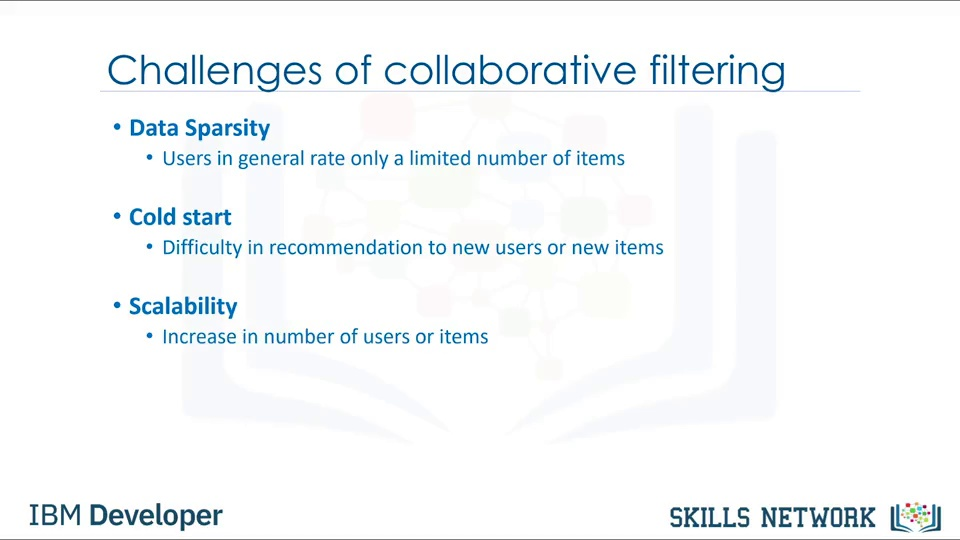 Challenges of collaborative filtering
• Data Sparsity
• Users in general rate only a limited number of items
• Cold start
• Difficulty in recommendation to new users or new items
• Scalability
• Increase in number of users or items
IBM Developer
SKILLS NETWORK